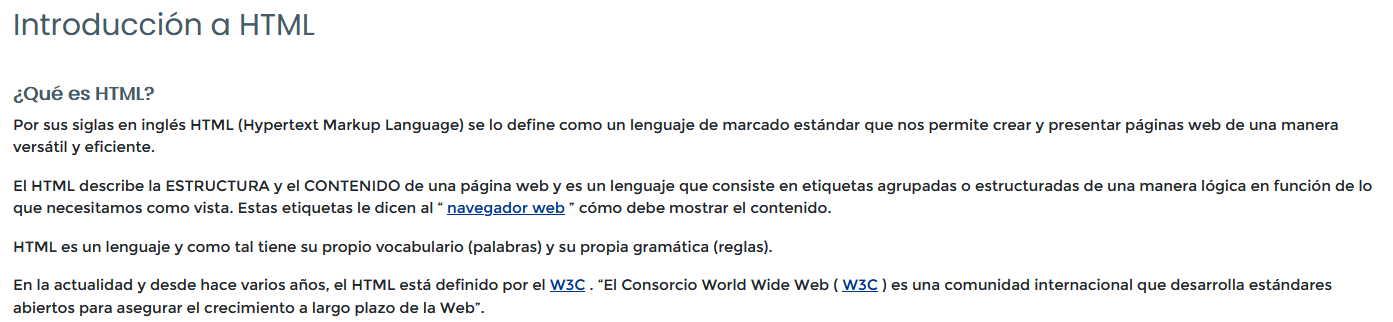 Introducción a HTML
¿Qué es HTML?
Por sus siglas en inglés HTML (Hypertext Markup Language) se lo define como un lenguaje de marcado estándar que nos permite crear y presentar páginas web de una manera
versátil y eficiente.
El HTML describe la ESTRUCTURA y el CONTENIDO de una página web y es un lenguaje que consiste en etiquetas agrupadas o estructuradas de una manera lógica en función de lo
que necesitamos como vista. Estas etiquetas le dicen al “ navegador web ” cómo debe mostrar el contenido.
HTML es un lenguaje y como tal tiene su propio vocabulario (palabras) y su propia gramática (reglas).
En la actualidad y desde hace varios años, el HTML está definido por el W3C . “El Consorcio World Wide Web ( W3C ) es una comunidad internacional que desarrolla estándares
abiertos para asegurar el crecimiento a largo plazo de la Web”.